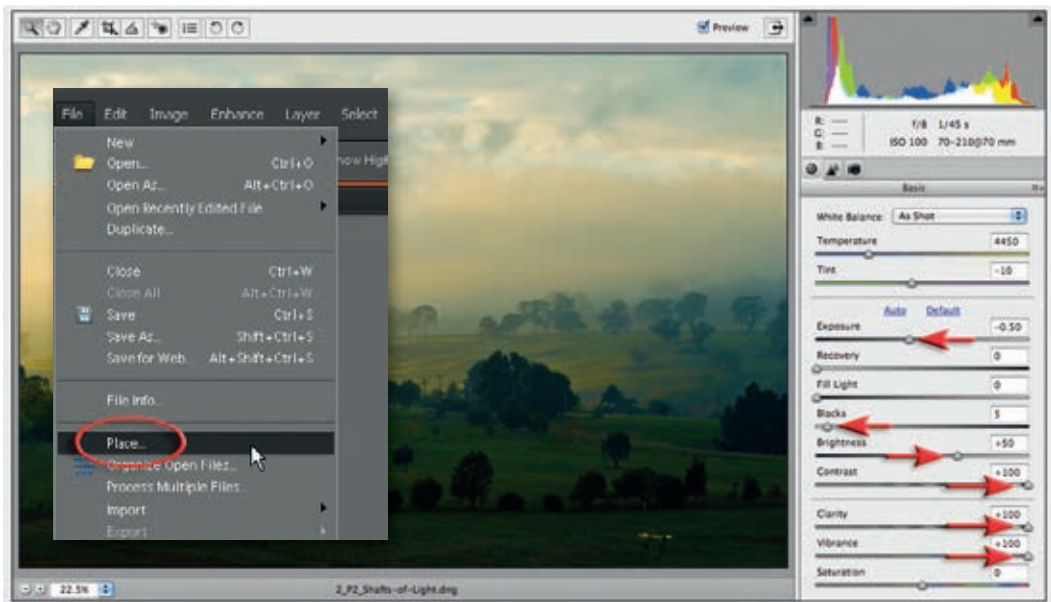 Preview
File Edit Image Enhance Layer Select
New
Open... Ctrl+O
Open As... Alt+Ctrl+O
Open Recently Edited File
Duplicate...
Close Ctrl+W
Close All Alt+Ctrl+W
Save Ctrl+S
Save As... Shift+Ctrl+S
Save for Web... Alt+Shift+Ctrl+S
File Info...
Place...
Organize Open Files...
Process Multiple Files...
Import
Export
22.5%
2_P2_Shafts-of-Light.dng
R: ---
G: ---
B: ---
f/8 1/45 s
ISO 100 70-210@70 mm
Basic
White Balance: As Shot
Temperature 4450
Tint -10
Auto Default
Exposure -0.50
Recovery 0
Fill Light 0
Blacks 5
Brightness +50
Contrast +100
Clarity +100
Vibrance +100
Saturation 0